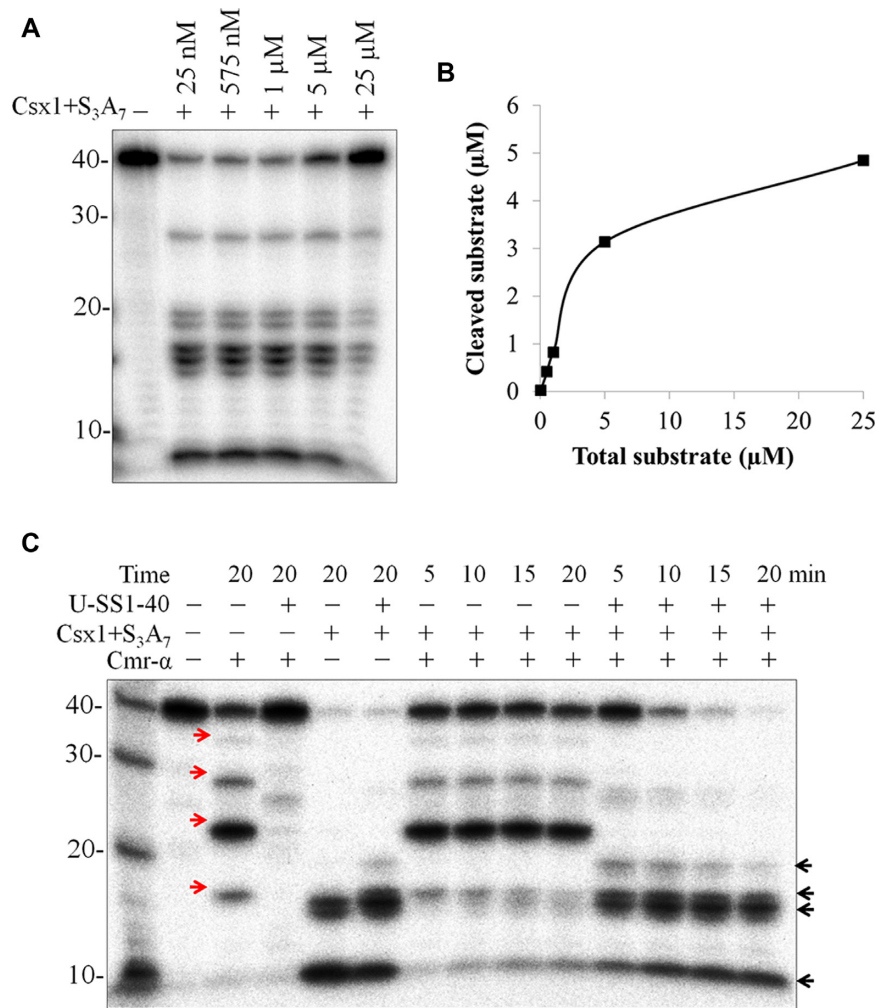 A
25 nM
575 nM
1 µM
5 µM
25 µM
Csx1+S₃A₇ – + + + + +
40-
30-
20-
10-
B
Cleaved substrate (µM)
6
5
4
3
2
1
0
0 5 10 15 20 25
Total substrate (µM)
C
Time 20 20 20 20 5 10 15 20 5 10 15 20 min
U-SS1-40 – – + – + – – – – + + + +
Csx1+S₃A₇ – – – + + + + + + + + + +
Cmr-α – + + – – + + + + + + + +
40-
30-
20-
10-